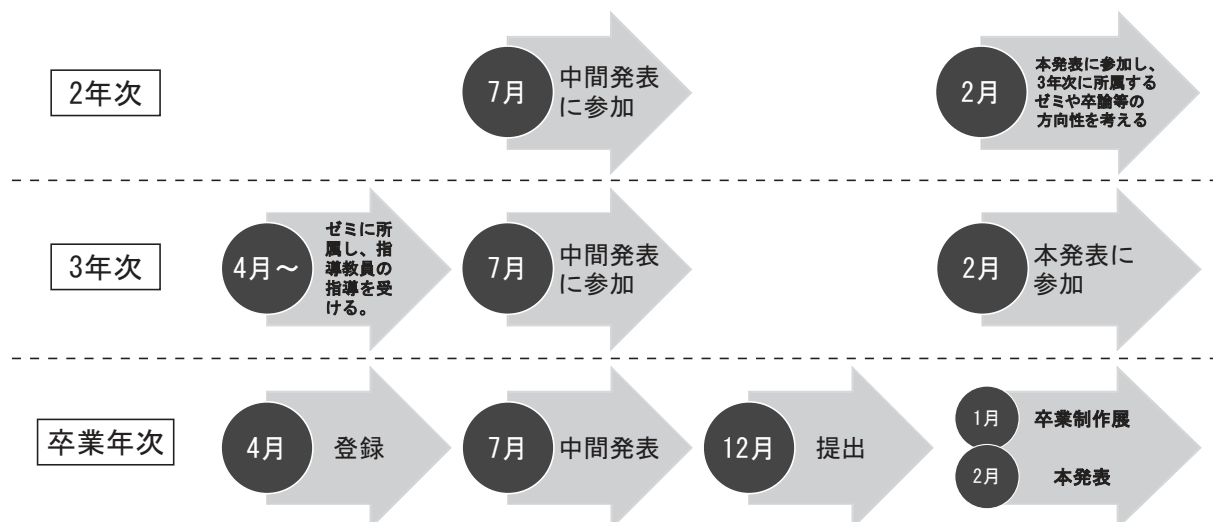 2年次
7月
中間発表
に参加
2月
本発表に参加し、
3年次に所属する
ゼミや卒論等の
方向性を考える
3年次
4月～
ゼミに所
属し、指
導教員の
指導を受
ける。
7月
中間発表
に参加
2月
本発表に
参加
卒業年次
4月
登録
7月
中間発表
12月
提出
1月
卒業制作展
2月
本発表